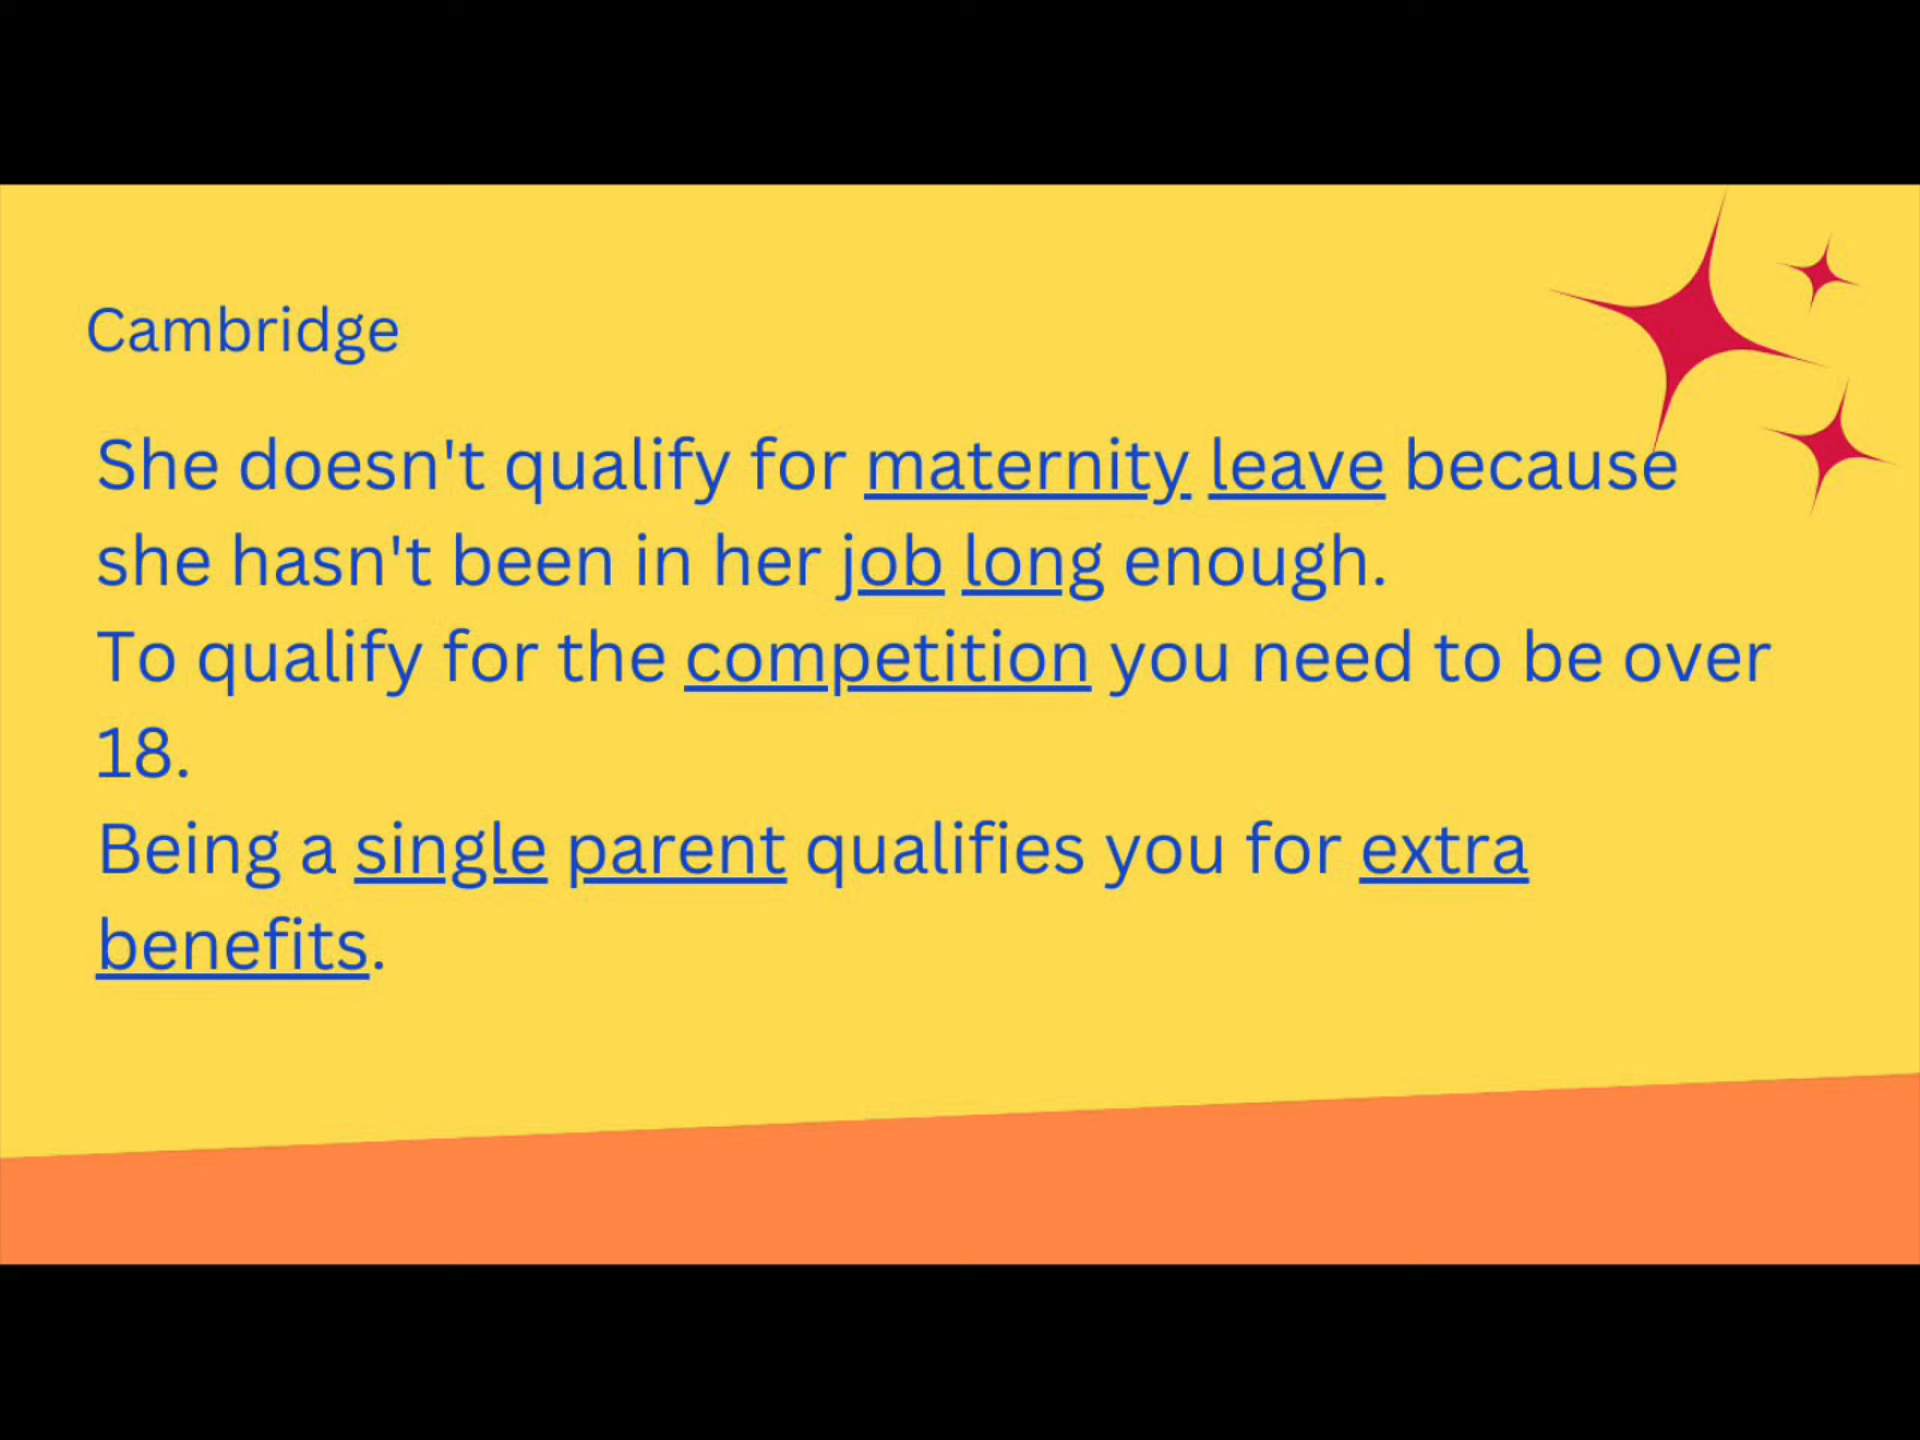 Cambridge
She doesn't qualify for maternity leave because
she hasn't been in her job long enough.
To qualify for the competition you need to be over
18.
Being a single parent qualifies you for extra
benefits.